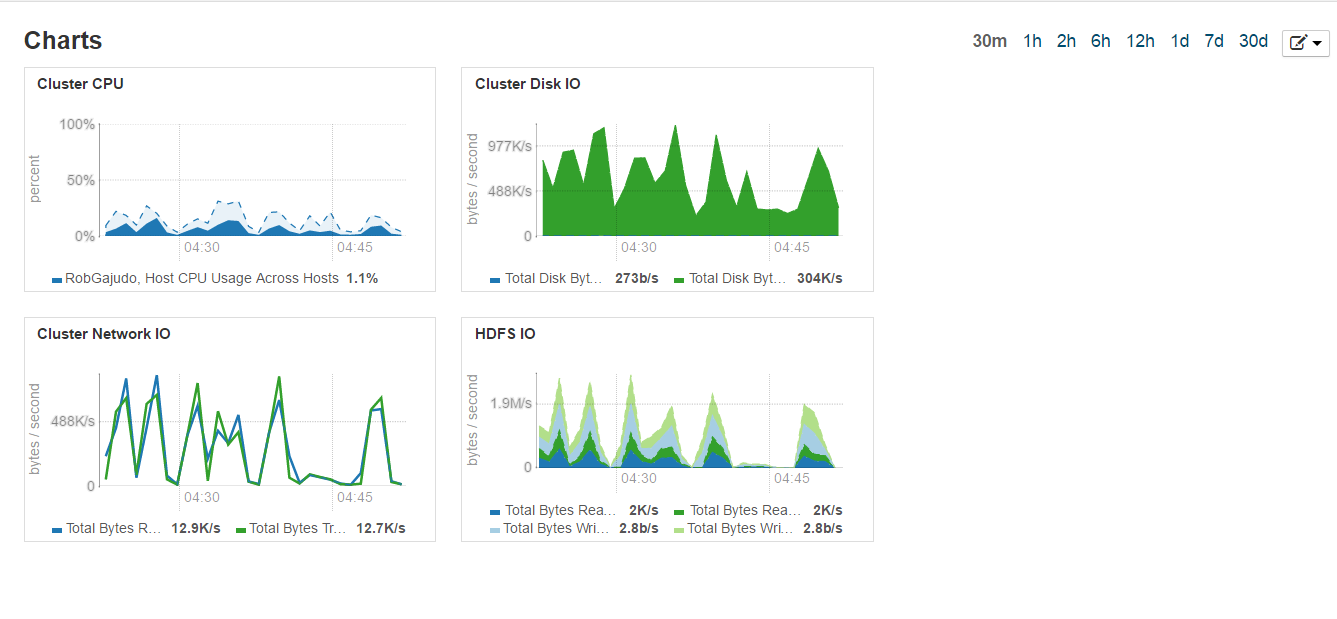 Charts
30m 1h 2h 6h 12h 1d 7d 30d
Cluster CPU
percent
100%
50%
0%
04:30 04:45
RobGajudo, Host CPU Usage Across Hosts 1.1%
Cluster Disk IO
bytes / second
977K/s
488K/s
0
04:30 04:45
Total Disk Byt... 273b/s Total Disk Byt... 304K/s
Cluster Network IO
bytes / second
488K/s
0
04:30 04:45
Total Bytes R... 12.9K/s Total Bytes Tr... 12.7K/s
HDFS IO
bytes / second
1.9M/s
0
04:30 04:45
Total Bytes Rea... 2K/s Total Bytes Rea... 2K/s
Total Bytes Wri... 2.8b/s Total Bytes Wri... 2.8b/s